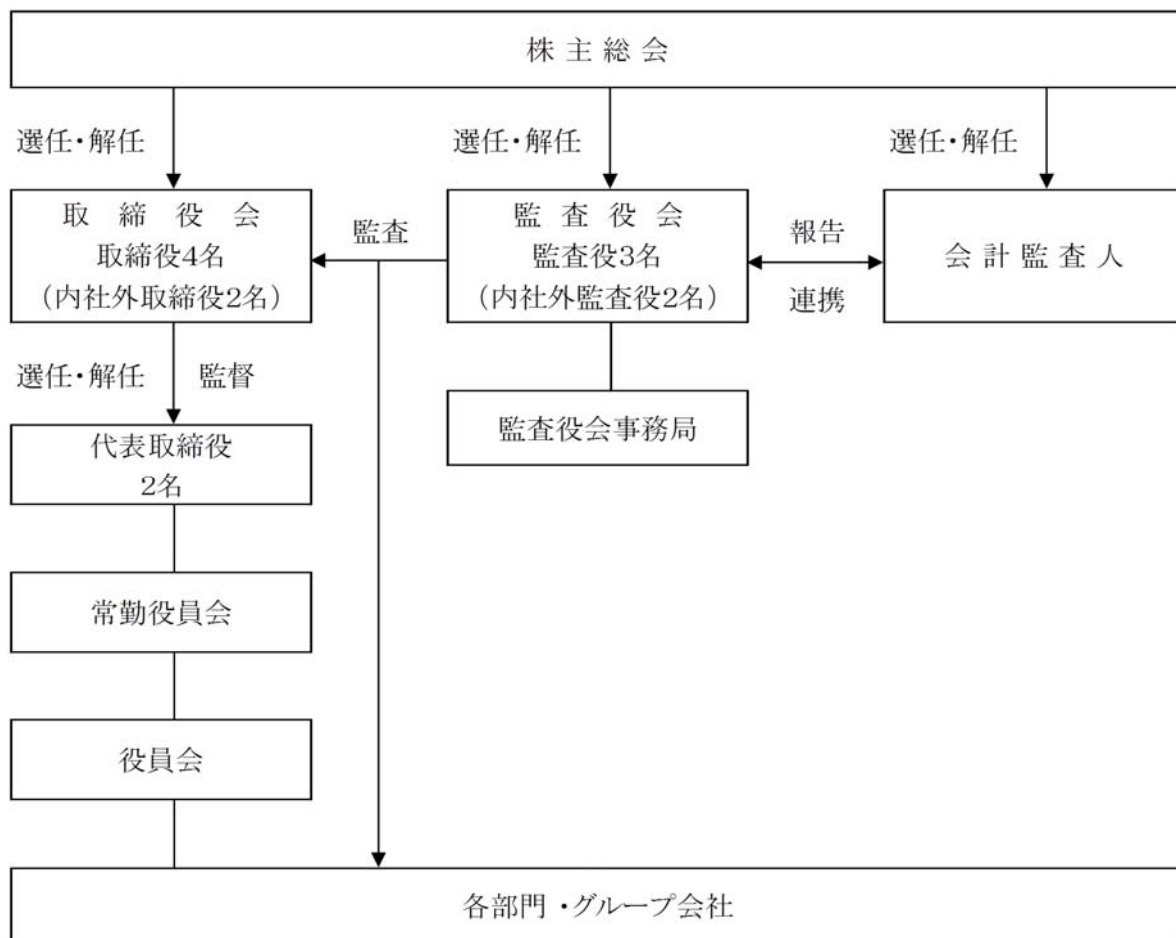 株主総会
選任・解任
選任・解任
選任・解任
取締役会
取締役4名
（内社外取締役2名）
監査
監査役会
監査役3名
（内社外監査役2名）
報告
連携
会計監査人
選任・解任
監督
監査役会事務局
代表取締役
2名
常勤役員会
役員会
各部門・グループ会社